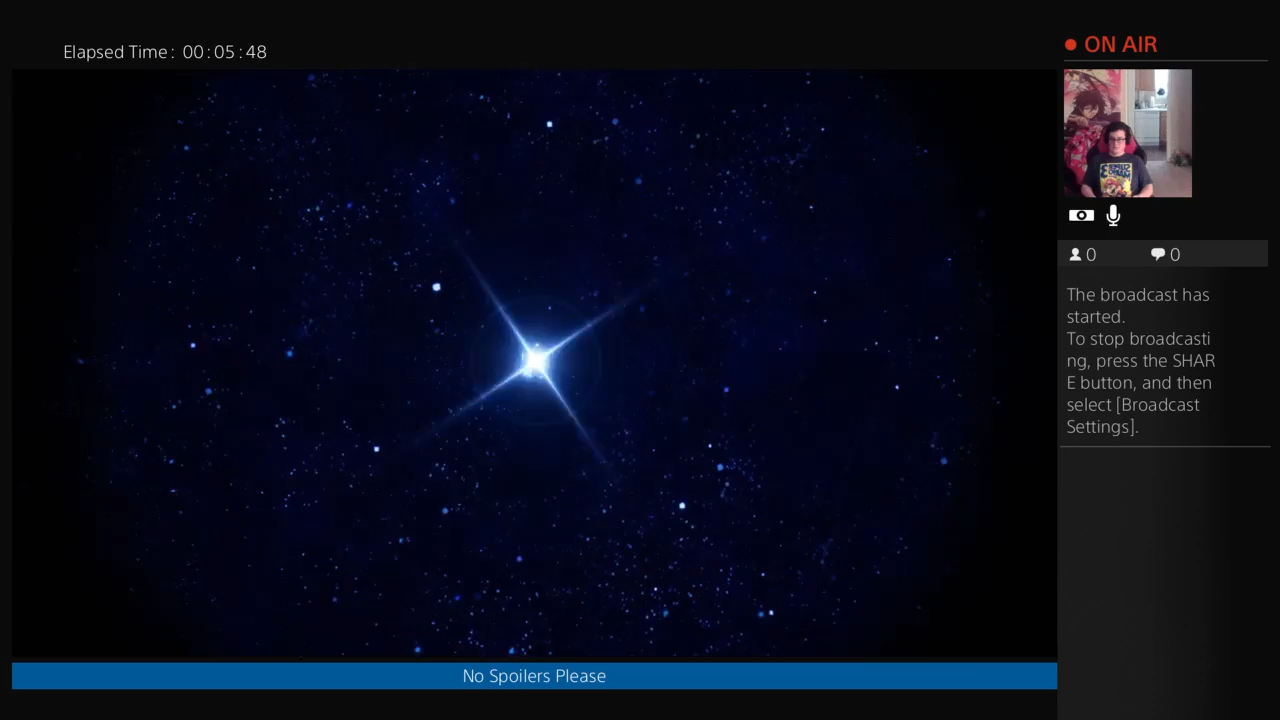 Elapsed Time: 00:05:48
ON AIR
0 0
The broadcast has
started.
To stop broadcasti
ng, press the SHAR
E button, and then
select [Broadcast
Settings].
No Spoilers Please